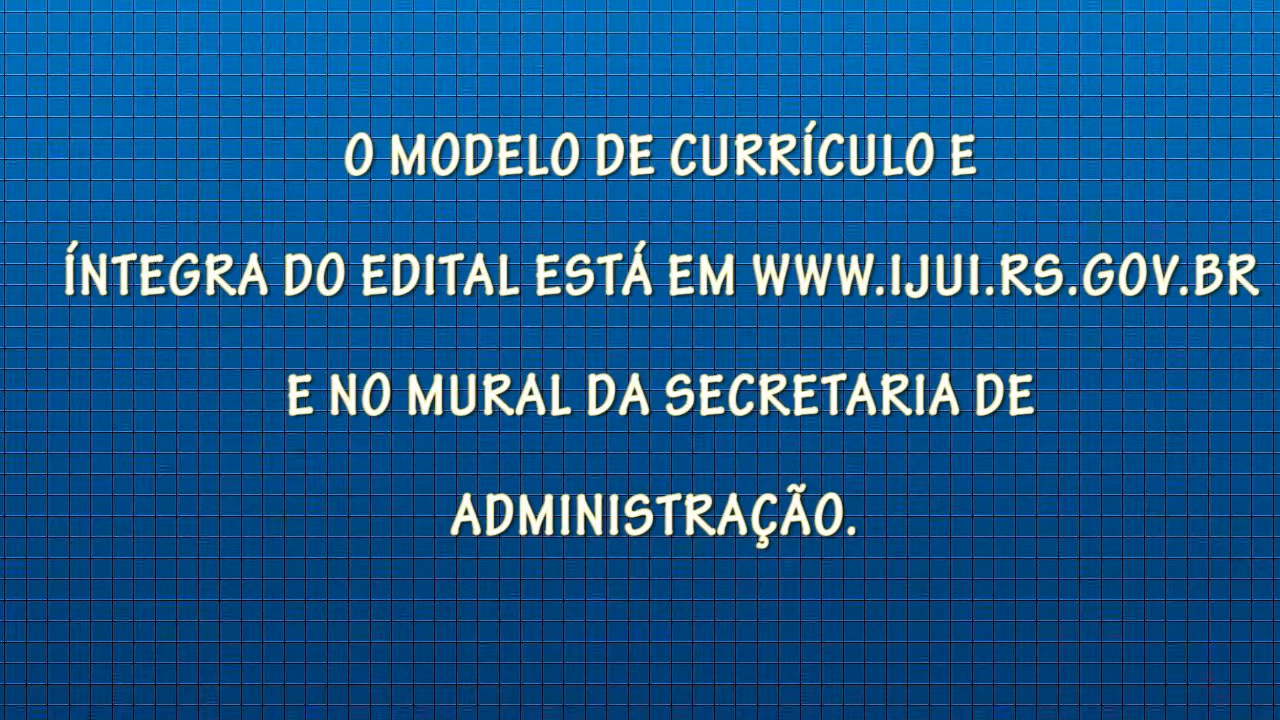 O MODELO DE CURRÍCULO E
ÍNTEGRA DO EDITAL ESTÁ EM WWW.IJUI.RS.GOV.BR
E NO MURAL DA SECRETARIA DE
ADMINISTRAÇÃO.